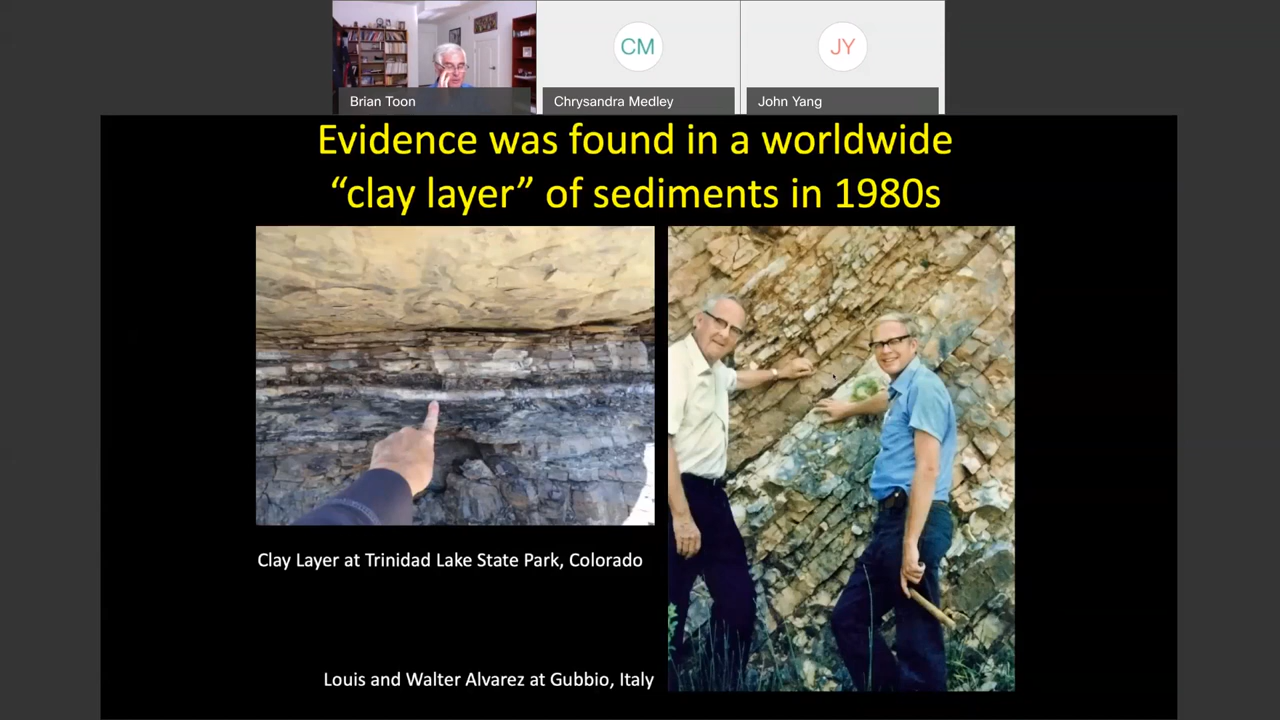 CM
JY
Brian Toon
Chrysandra Medley
John Yang
Evidence was found in a worldwide
“clay layer” of sediments in 1980s
Clay Layer at Trinidad Lake State Park, Colorado
Louis and Walter Alvarez at Gubbio, Italy